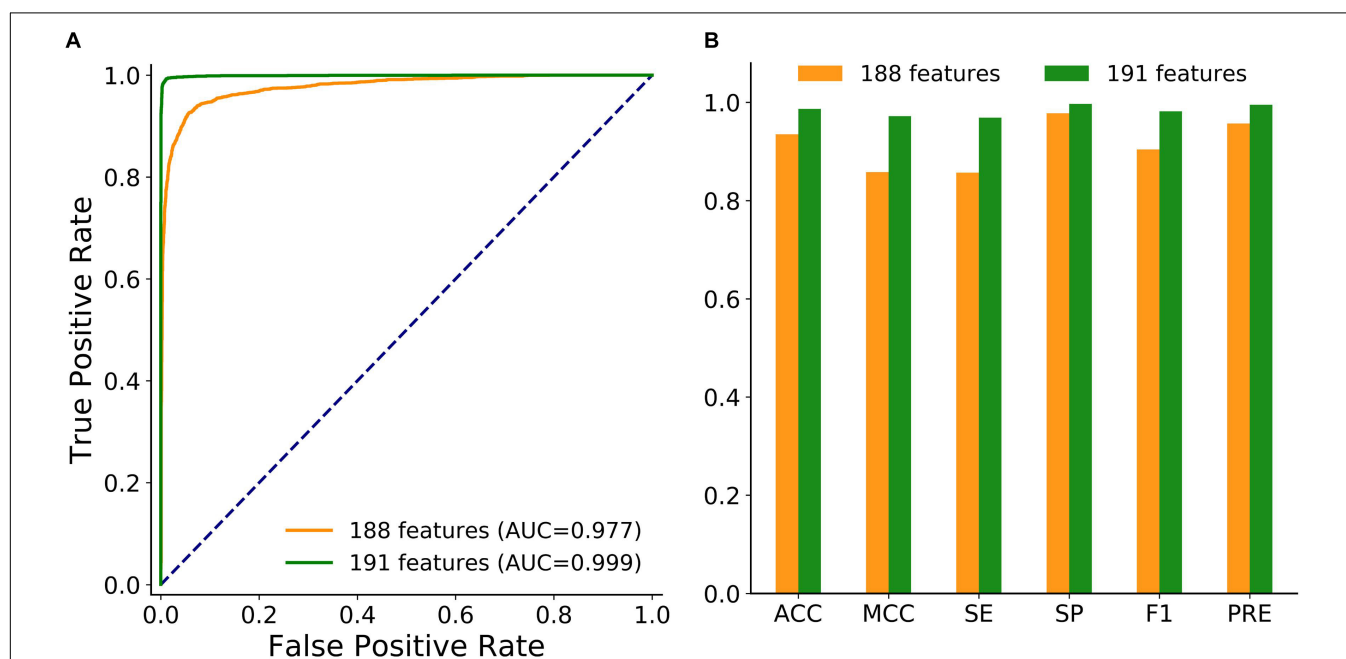 A
1.0
0.8
0.6
0.4
0.2
0.0
True Positive Rate
188 features (AUC=0.977)
191 features (AUC=0.999)
0.0 0.2 0.4 0.6 0.8 1.0
False Positive Rate
B
188 features 191 features
1.0
0.8
0.6
0.4
0.2
0.0
ACC MCC SE SP F1 PRE